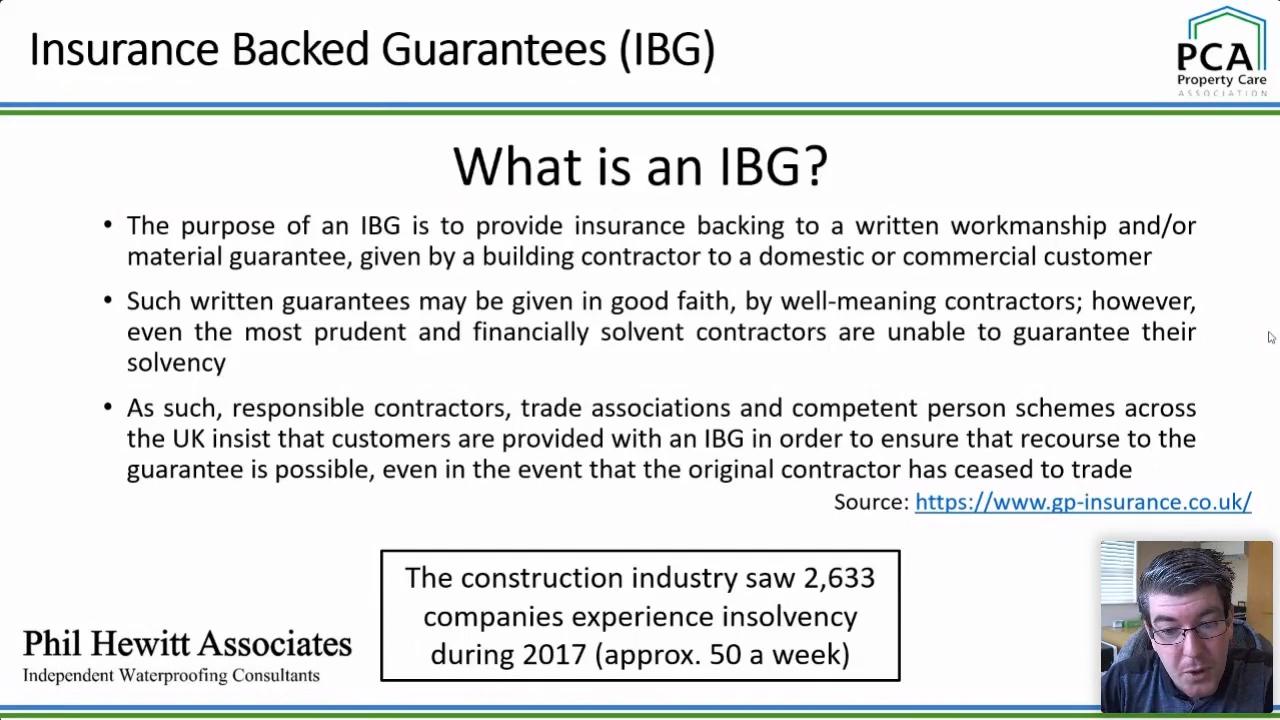 Insurance Backed Guarantees (IBG)
PCA
Property Care
ASSOCIATION
What is an IBG?
• The purpose of an IBG is to provide insurance backing to a written workmanship and/or
material guarantee, given by a building contractor to a domestic or commercial customer
• Such written guarantees may be given in good faith, by well-meaning contractors; however,
even the most prudent and financially solvent contractors are unable to guarantee their
solvency
• As such, responsible contractors, trade associations and competent person schemes across
the UK insist that customers are provided with an IBG in order to ensure that recourse to the
guarantee is possible, even in the event that the original contractor has ceased to trade
Source: https://www.gp-insurance.co.uk/
The construction industry saw 2,633
companies experience insolvency
during 2017 (approx. 50 a week)
Phil Hewitt Associates
Independent Waterproofing Consultants